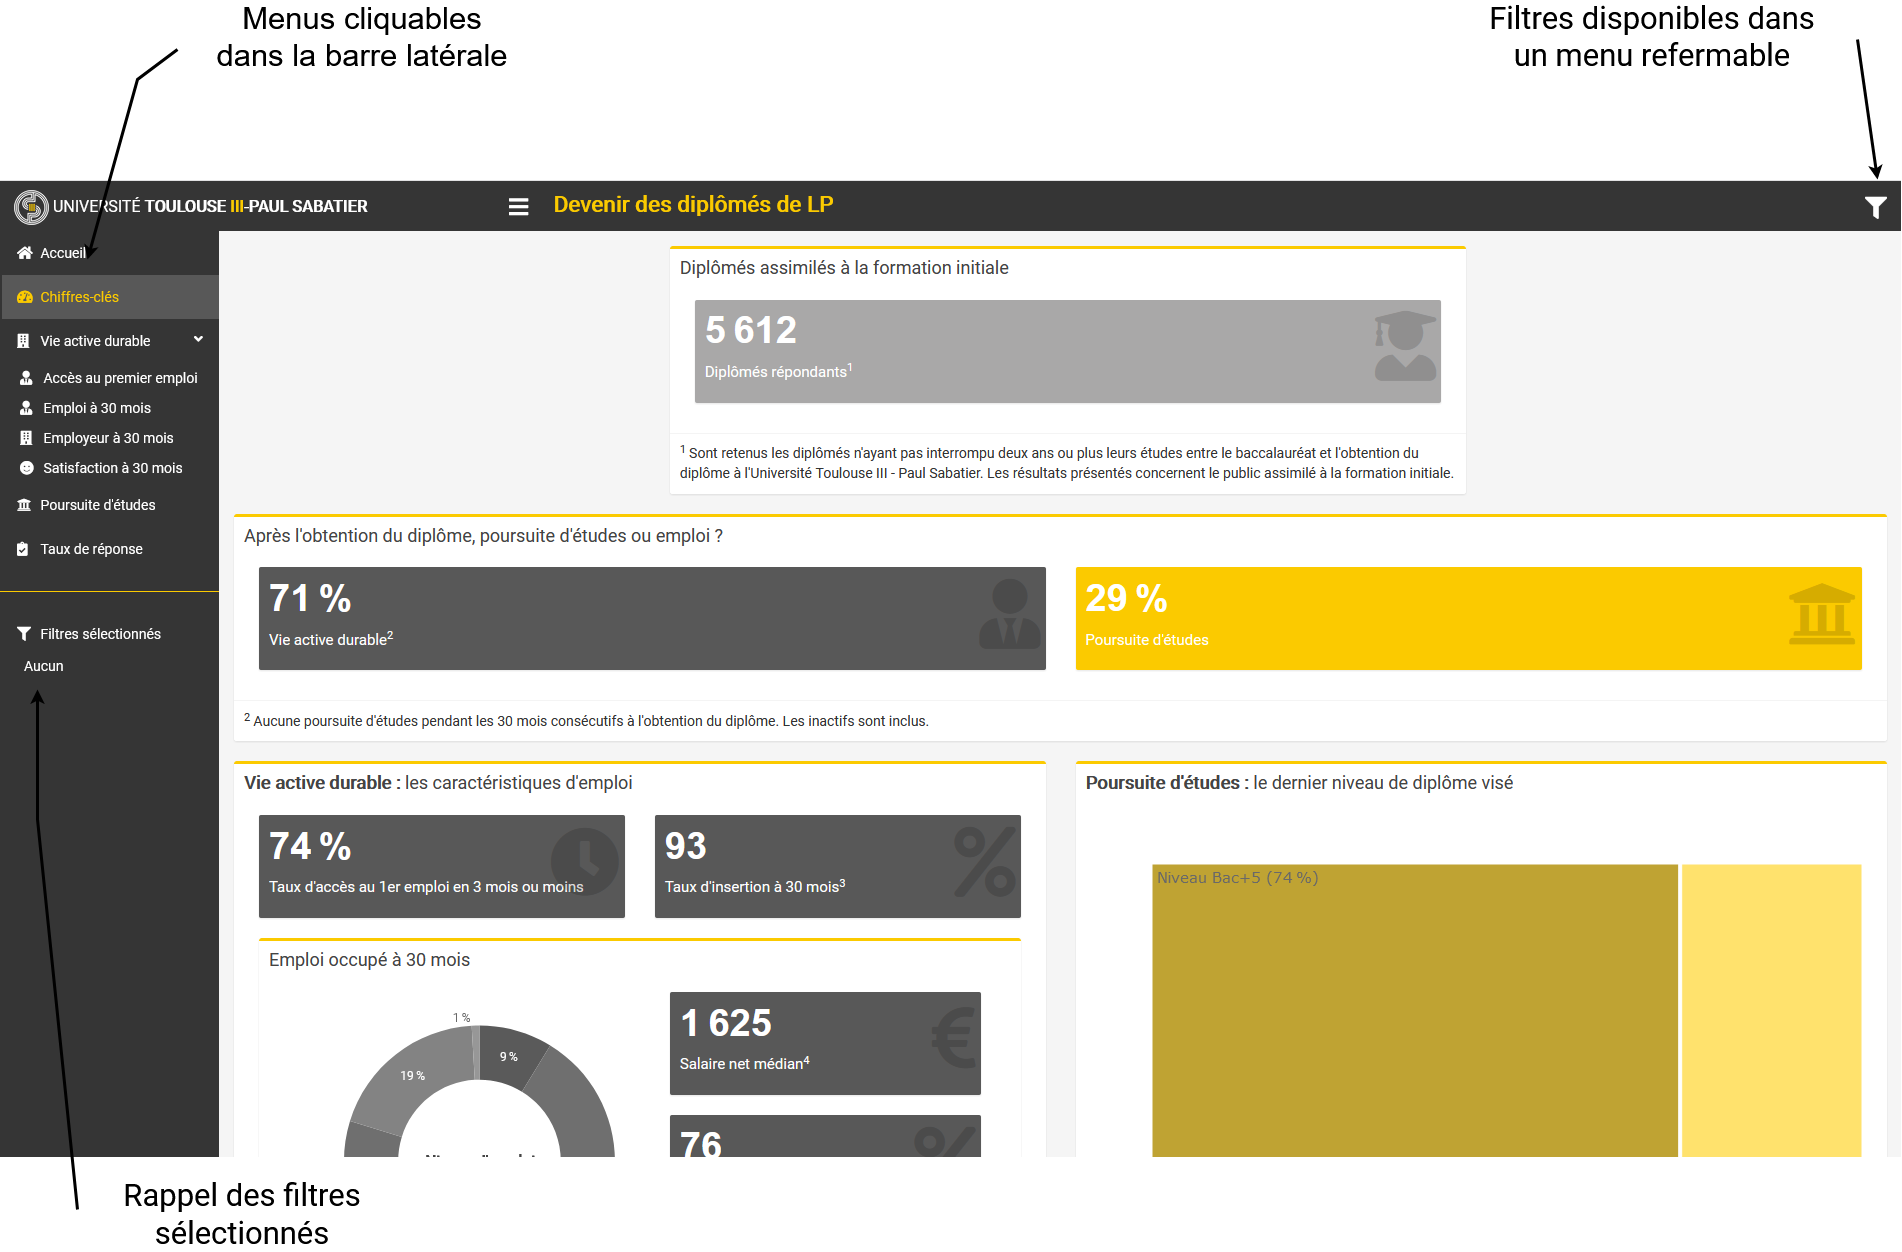 Menus cliquables
dans la barre latérale
Filtres disponibles dans
un menu refermable
UNIVERSITÉ TOULOUSE III-PAUL SABATIER
Devenir des diplômés de LP
Accueil
Chiffres-clés
Vie active durable
Accès au premier emploi
Emploi à 30 mois
Employeur à 30 mois
Satisfaction à 30 mois
Poursuite d'études
Taux de réponse
Filtres sélectionnés
Aucun
Rappel des filtres
sélectionnés
Diplômés assimilés à la formation initiale
5 612
Diplômés répondants1
1 Sont retenus les diplômés n'ayant pas interrompu deux ans ou plus leurs études entre le baccalauréat et l'obtention du
diplôme à l'Université Toulouse III - Paul Sabatier. Les résultats présentés concernent le public assimilé à la formation initiale.
Après l'obtention du diplôme, poursuite d'études ou emploi ?
71 %
Vie active durable2
29 %
Poursuite d'études
2 Aucune poursuite d'études pendant les 30 mois consécutifs à l'obtention du diplôme. Les inactifs sont inclus.
Vie active durable : les caractéristiques d'emploi
74 %
Taux d'accès au 1er emploi en 3 mois ou moins
93
Taux d'insertion à 30 mois3
%
Emploi occupé à 30 mois
1 %
9 %
19 %
1 625
Salaire net médian4
€
76
%
Poursuite d'études : le dernier niveau de diplôme visé
Niveau Bac+5 (74 %)